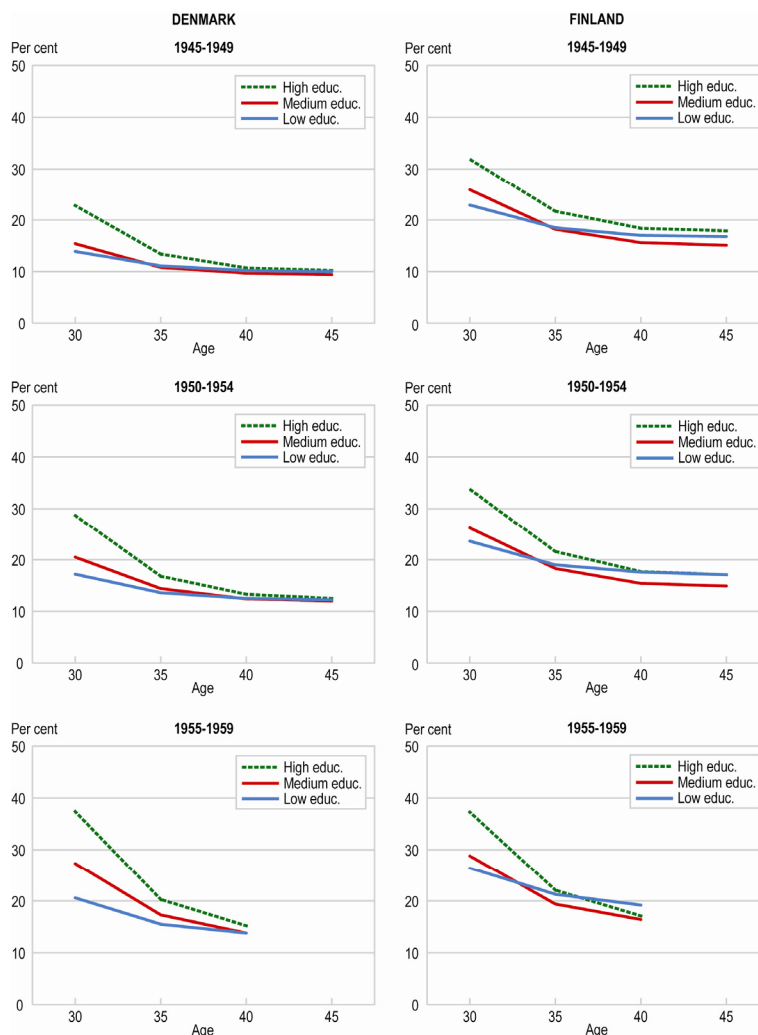 DENMARK
1945-1949
Per cent
50
40
30
20
10
0
High educ.
Medium educ.
Low educ.
30 35 40 45
Age
FINLAND
1945-1949
Per cent
50
40
30
20
10
0
High educ.
Medium educ.
Low educ.
30 35 40 45
Age
1950-1954
Per cent
50
40
30
20
10
0
High educ.
Medium educ.
Low educ.
30 35 40 45
Age
1950-1954
Per cent
50
40
30
20
10
0
High educ.
Medium educ.
Low educ.
30 35 40 45
Age
1955-1959
Per cent
50
40
30
20
10
0
High educ.
Medium educ.
Low educ.
30 35 40 45
Age
1955-1959
Per cent
50
40
30
20
10
0
High educ.
Medium educ.
Low educ.
30 35 40 45
Age